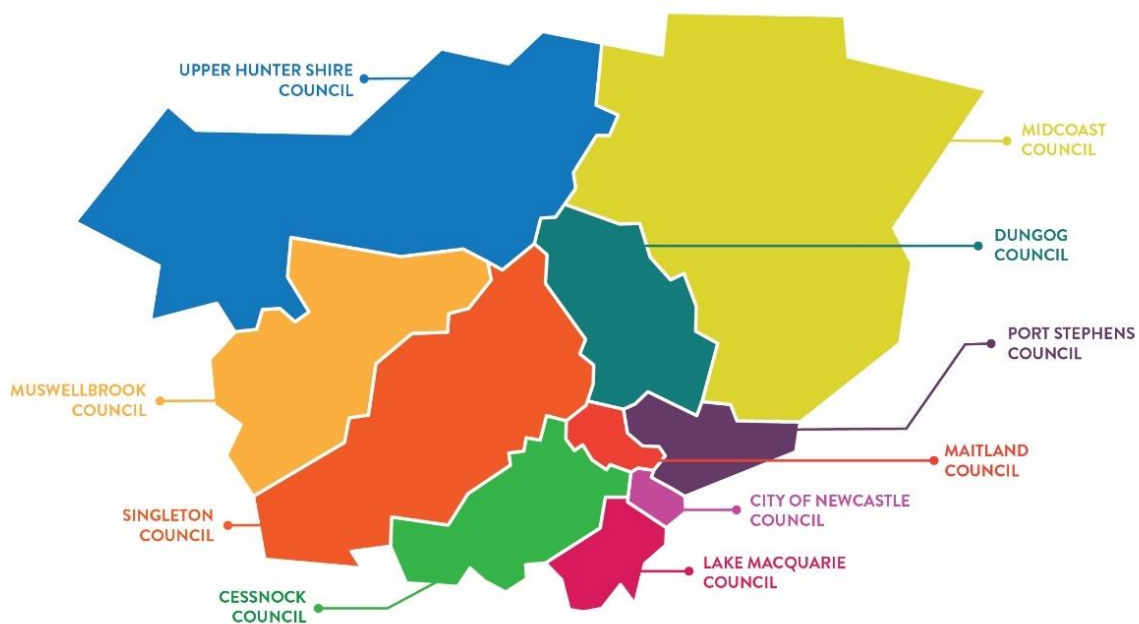 UPPER HUNTER SHIRE
COUNCIL
MIDCOAST
COUNCIL
DUNGOG
COUNCIL
PORT STEPHENS
COUNCIL
MUSWELLBROOK
COUNCIL
MAITLAND
COUNCIL
CITY OF NEWCASTLE
COUNCIL
SINGLETON
COUNCIL
LAKE MACQUARIE
COUNCIL
CESSNOCK
COUNCIL